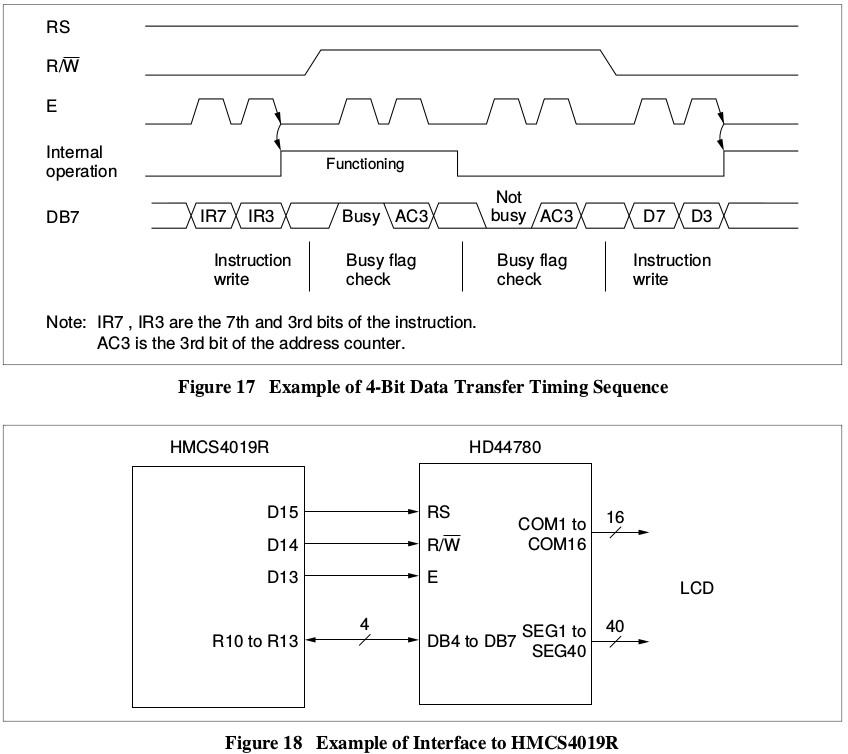 RS
R/W̅
E
Internal
operation
Functioning
DB7
IR7
IR3
Busy
AC3
Not
busy
AC3
D7
D3
Instruction
write
Busy flag
check
Busy flag
check
Instruction
write
Note: IR7 , IR3 are the 7th and 3rd bits of the instruction.
AC3 is the 3rd bit of the address counter.
Figure 17 Example of 4-Bit Data Transfer Timing Sequence
HMCS4019R
HD44780
D15
RS
D14
R/W̅
D13
E
COM1 to
COM16
16
LCD
R10 to R13
4
DB4 to DB7
SEG1 to
SEG40
40
Figure 18 Example of Interface to HMCS4019R